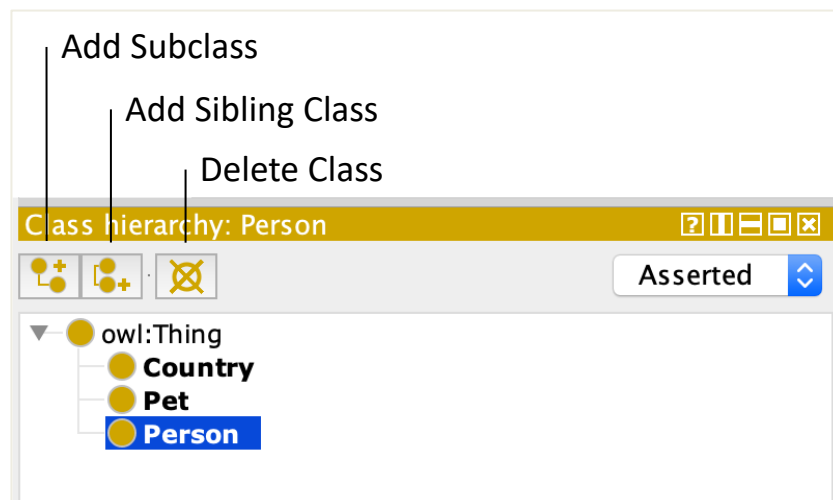 Add Subclass
Add Sibling Class
Delete Class
Class hierarchy: Person
Asserted
owl:Thing
Country
Pet
Person